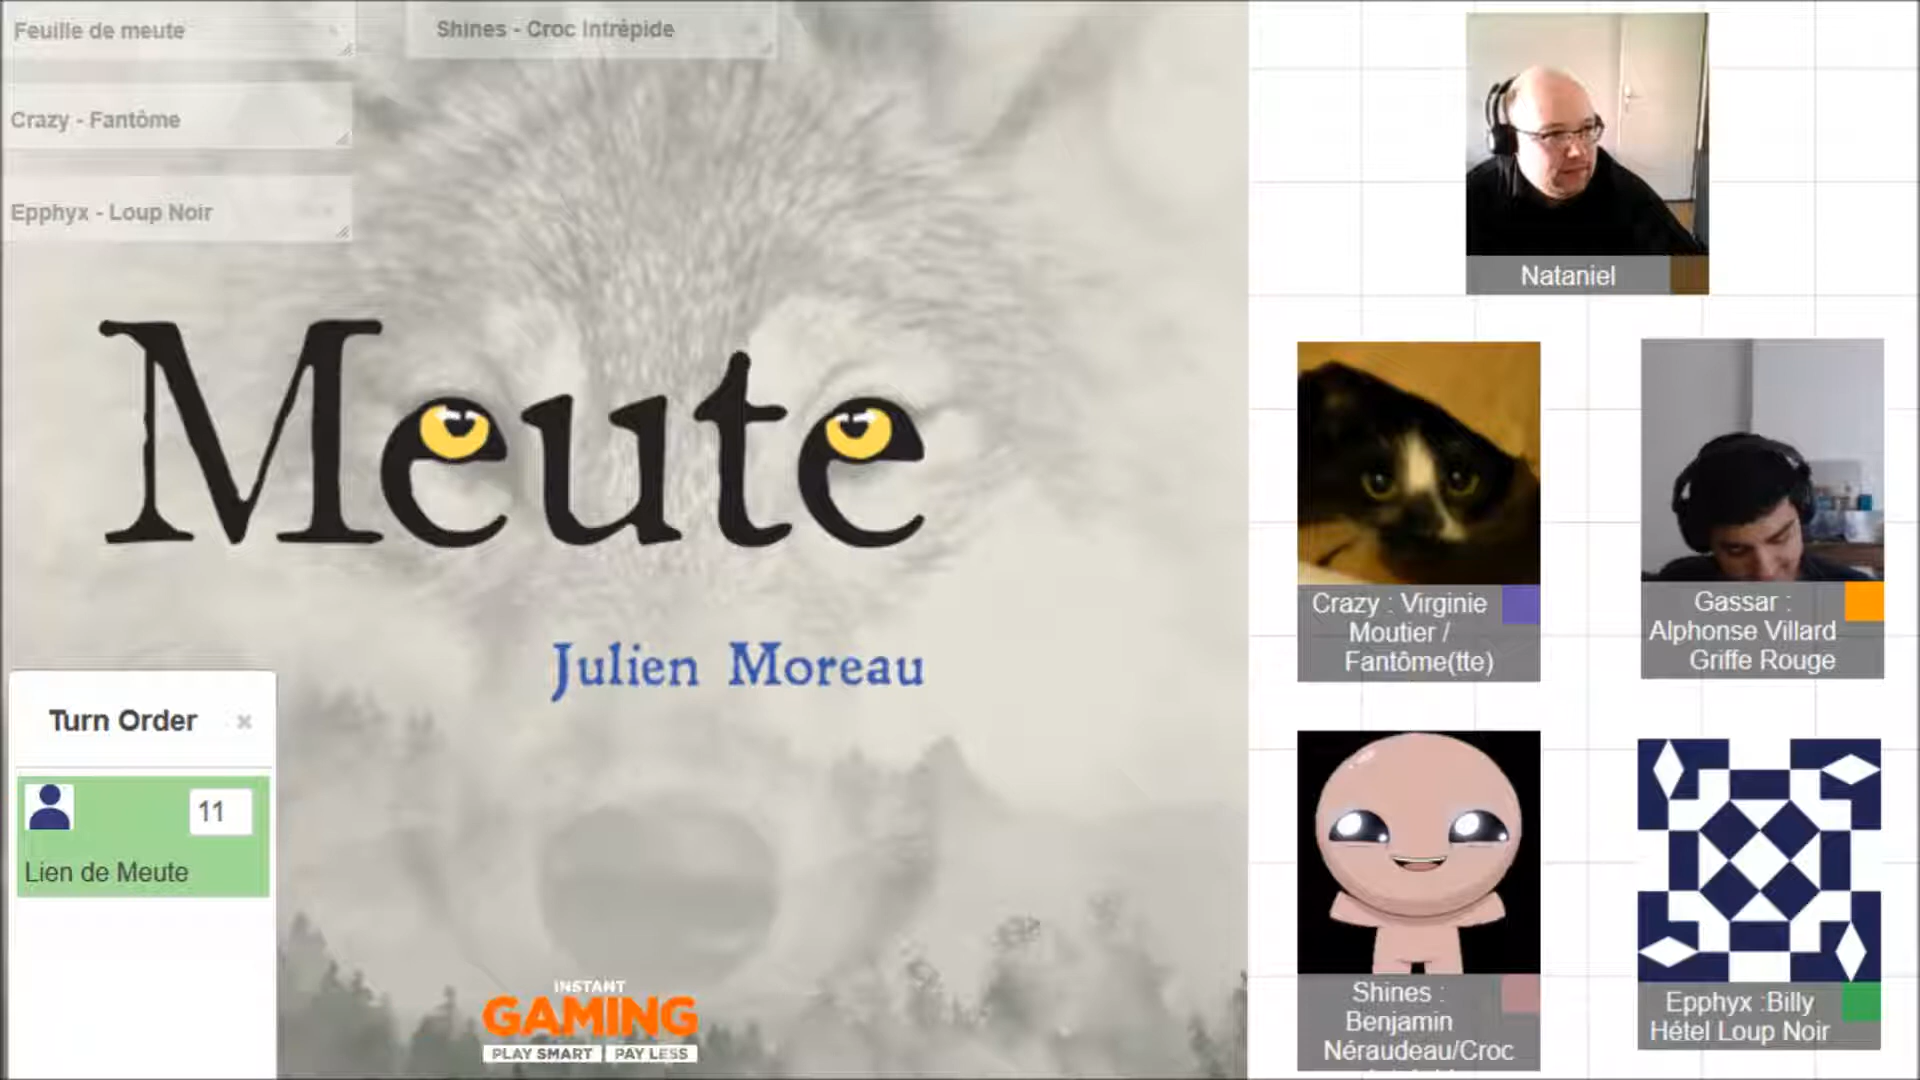 Feuille de meute
Shines - Croc Intrépide
Crazy - Fantôme
Epphyx - Loup Noir
Meute
Julien Moreau
Turn Order
11
Lien de Meute
INSTANT
GAMING
PLAY SMART PAY LESS
Nataniel
Crazy : Virginie
Moutier /
Fantôme(tte)
Gassar :
Alphonse Villard
Griffe Rouge
Shines :
Benjamin
Néraudeau/Croc
Epphyx :Billy
Hétel Loup Noir